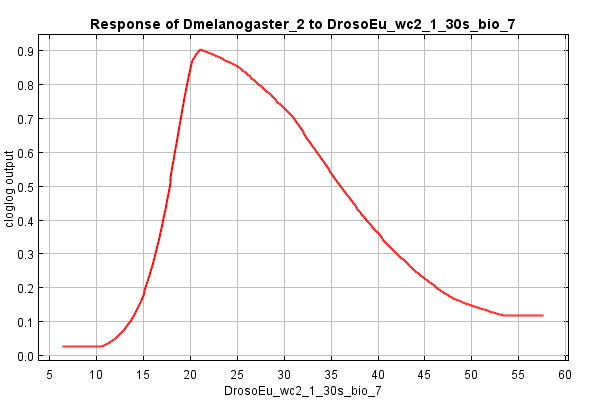 Response of Dmelanogaster_2 to DrosoEu_wc2_1_30s_bio_7
cloglog output
0.9
0.8
0.7
0.6
0.5
0.4
0.3
0.2
0.1
0.0
5 10 15 20 25 30 35 40 45 50 55 60
DrosoEu_wc2_1_30s_bio_7